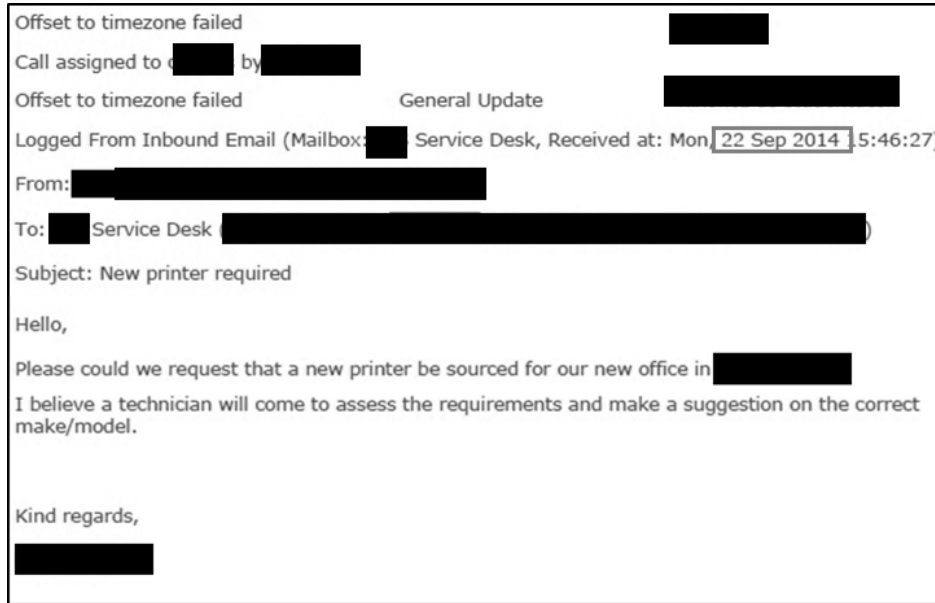 Offset to timezone failed
Call assigned to by
Offset to timezone failed General Update
Logged From Inbound Email (Mailbox: Service Desk, Received at: Mon, 22 Sep 2014 15:46:27)
From:
To: Service Desk ( )
Subject: New printer required
Hello,
Please could we request that a new printer be sourced for our new office in
I believe a technician will come to assess the requirements and make a suggestion on the correct
make/model.
Kind regards,